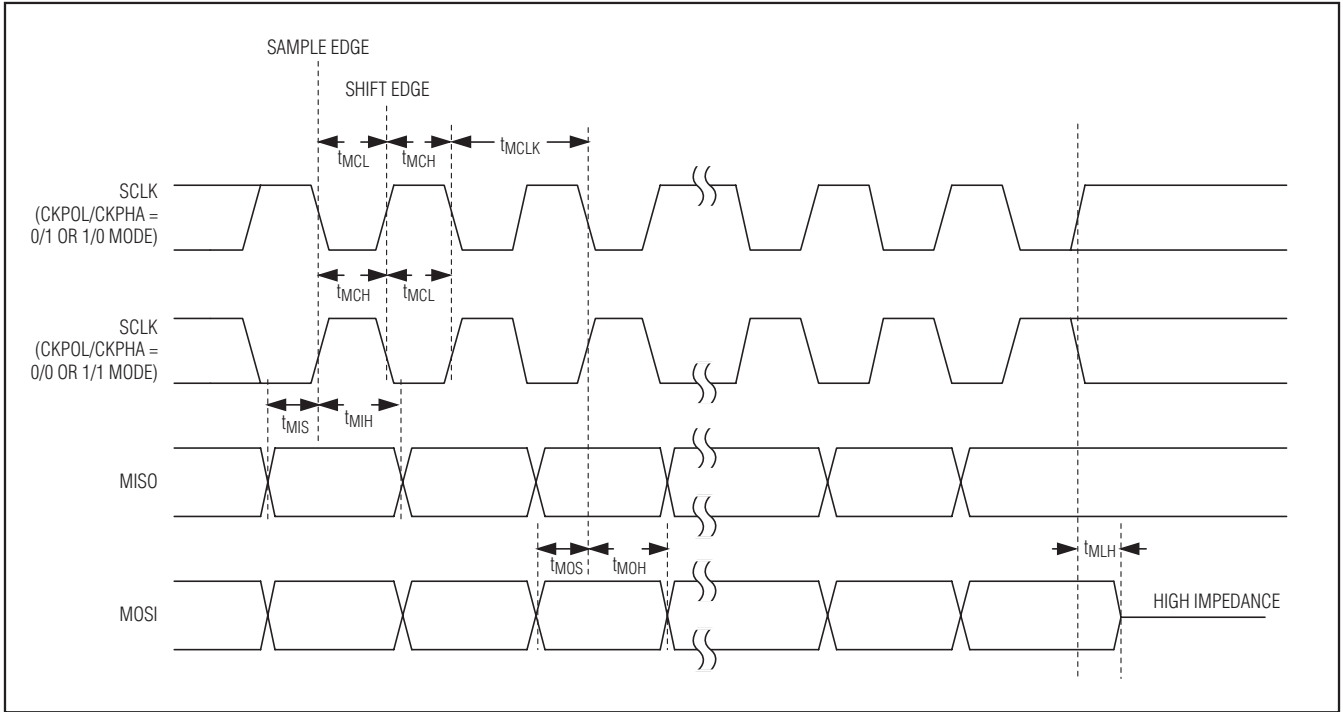 SAMPLE EDGE
SHIFT EDGE
tMCL
tMCH
tMCLK
SCLK
(CKPOL/CKPHA =
0/1 OR 1/0 MODE)
tMCH
tMCL
SCLK
(CKPOL/CKPHA =
0/0 OR 1/1 MODE)
tMIS
tMIH
MISO
tMOS
tMOH
tMLH
MOSI
HIGH IMPEDANCE